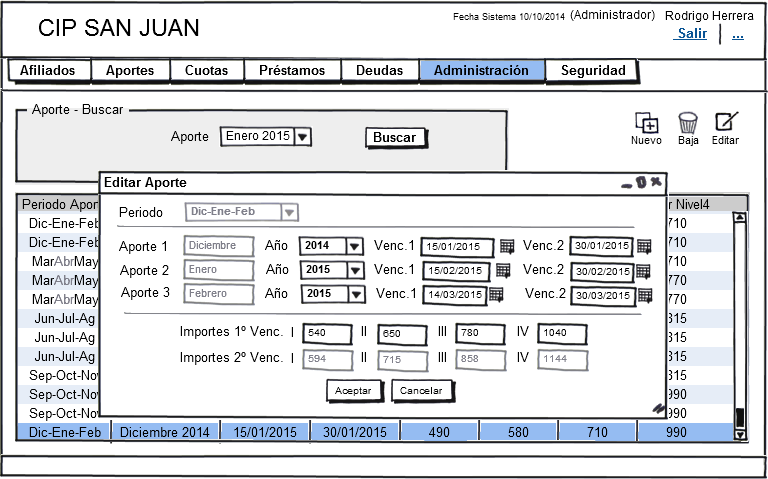 Fecha Sistema 10/10/2014 (Administrador) Rodrigo Herrera
CIP SAN JUAN
Salir ...
Afiliados Aportes Cuotas Préstamos Deudas Administración Seguridad
Aporte - Buscar
Aporte Enero 2015 Buscar
Nuevo Baja Editar
Editar Aporte
Periodo Apor r Nivel4
Periodo Dic-Ene-Feb
Dic-Ene-Feb 710
Dic-Ene-Feb 710
Aporte 1 Diciembre Año 2014 Venc.1 15/01/2015 Venc.2 30/01/2015
MarAbrMay 710
Aporte 2 Enero Año 2015 Venc.1 15/02/2015 Venc.2 30/02/2015
MarAbrMay 770
Aporte 3 Febrero Año 2015 Venc.1 14/03/2015 Venc.2 30/03/2015
MarAbrMay 770
Jun-Jul-Ag 815
Importes 1º Venc. I 540 II 650 III 780 IV 1040
Jun-Jul-Ag 815
Importes 2º Venc. I 594 II 715 III 858 IV 1144
Jun-Jul-Ag 815
Sep-Oct-Nov 815
Aceptar Cancelar
Sep-Oct-Nov 990
Sep-Oct-Nov 990
Dic-Ene-Feb Diciembre 2014 15/01/2015 30/01/2015 490 580 710 990